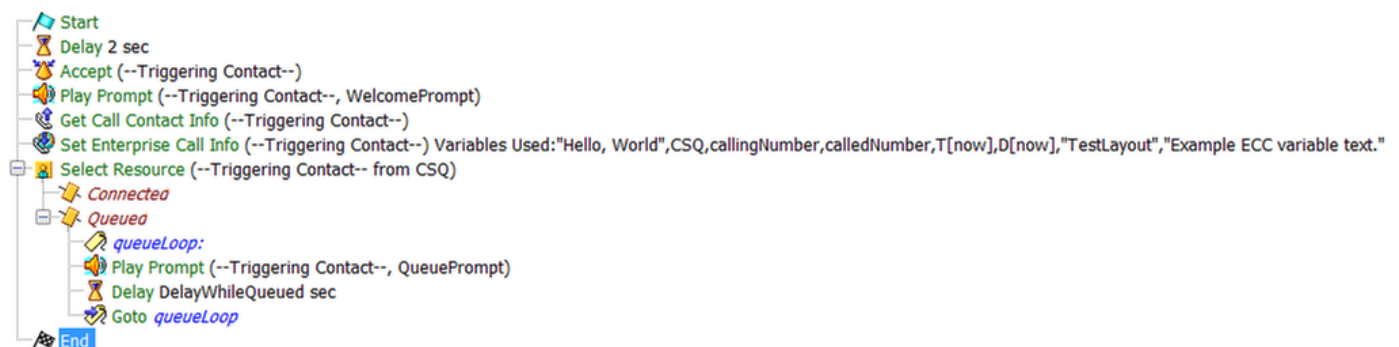 Start
Delay 2 sec
Accept (--Triggering Contact--)
Play Prompt (--Triggering Contact--, WelcomePrompt)
Get Call Contact Info (--Triggering Contact--)
Set Enterprise Call Info (--Triggering Contact--) Variables Used:"Hello, World",CSQ,callingNumber,calledNumber,T[now],D[now],"TestLayout","Example ECC variable text."
Select Resource (--Triggering Contact-- from CSQ)
Connected
Queued
queueLoop:
Play Prompt (--Triggering Contact--, QueuePrompt)
Delay DelayWhileQueued sec
Goto queueLoop
End